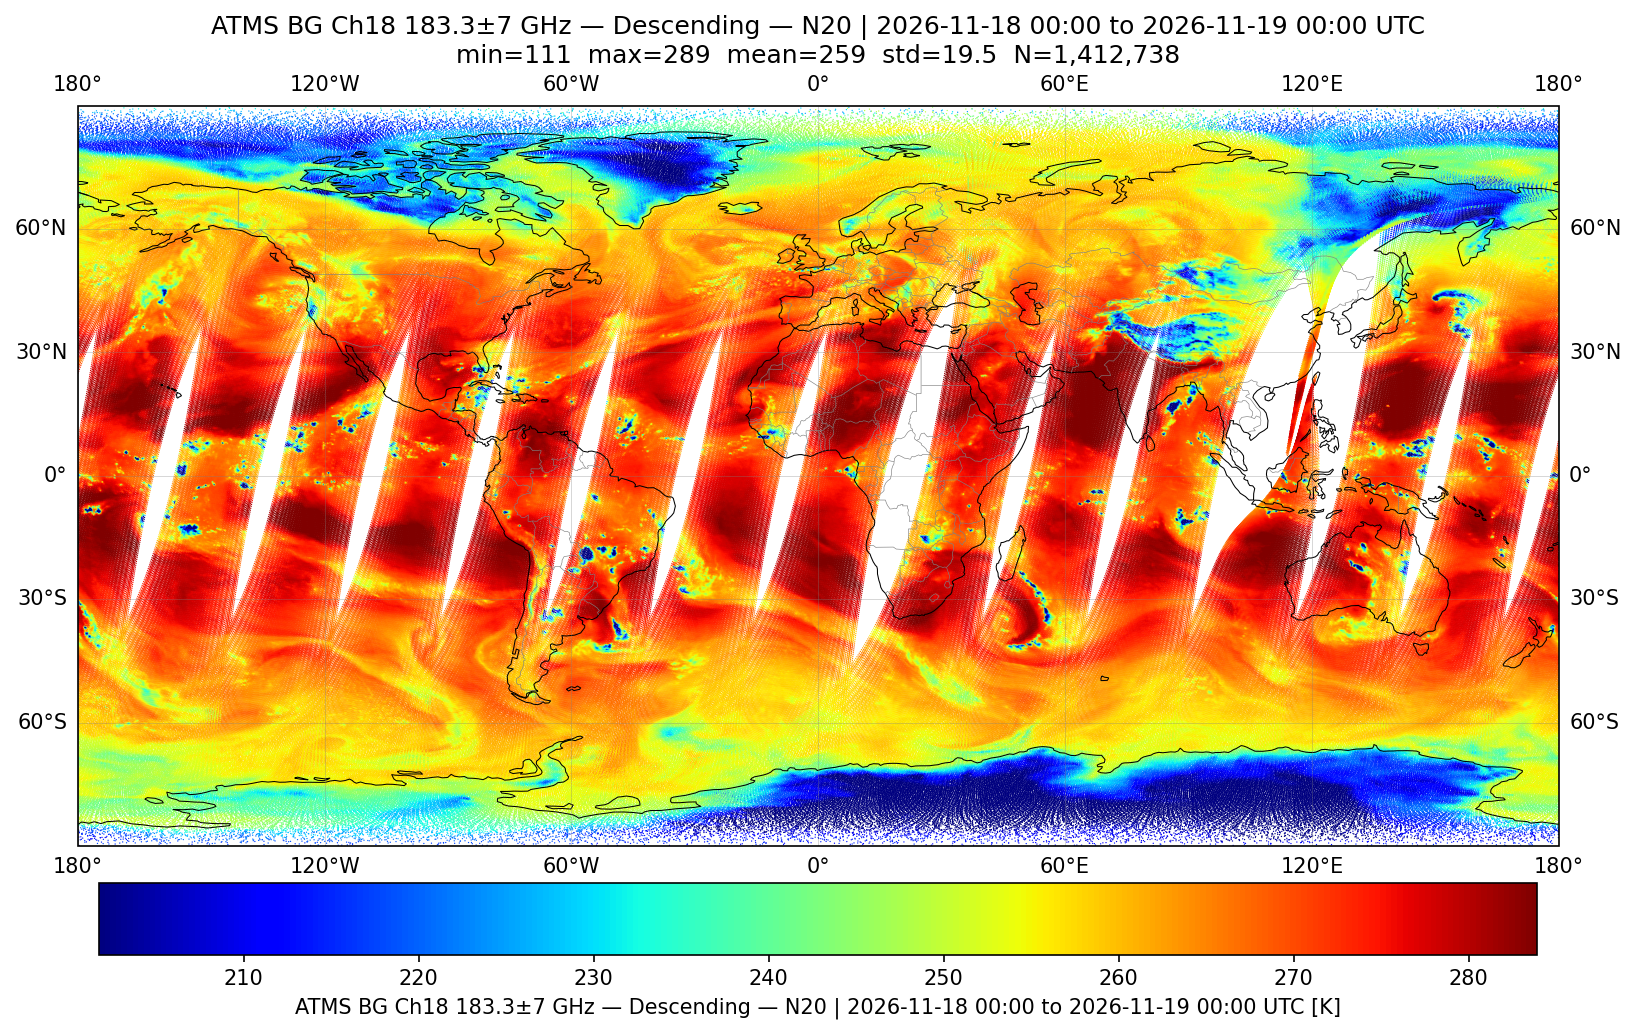 ATMS BG Ch18 183.3±7 GHz — Descending — N20 | 2026-11-18 00:00 to 2026-11-19 00:00 UTC
min=111 max=289 mean=259 std=19.5 N=1,412,738
180° 120°W 60°W 0° 60°E 120°E 180°
60°N 60°N
30°N 30°N
0° 0°
30°S 30°S
60°S 60°S
180° 120°W 60°W 0° 60°E 120°E 180°
210 220 230 240 250 260 270 280
ATMS BG Ch18 183.3±7 GHz — Descending — N20 | 2026-11-18 00:00 to 2026-11-19 00:00 UTC [K]